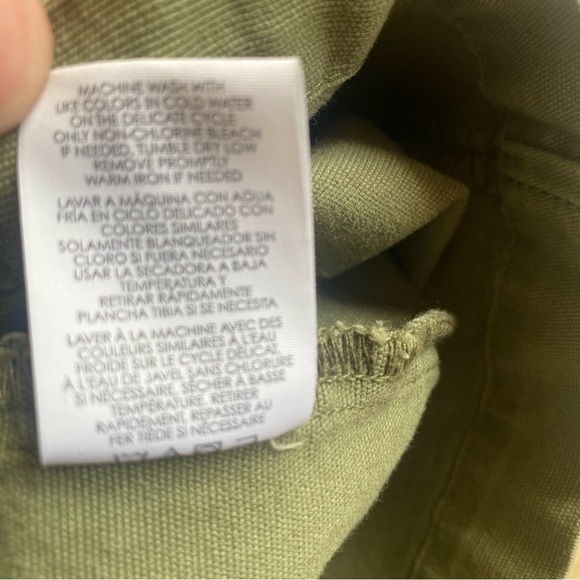 MACHINE WASH WITH
LIKE COLORS IN COLD WATER
ON THE DELICATE CYCLE
ONLY NON-CHLORINE BLEACH
IF NEEDED, TUMBLE DRY LOW
REMOVE PROMPTLY
WARM IRON IF NEEDED
LAVAR A MÁQUINA CON AGUA
FRÍA EN CICLO DELICADO CON
COLORES SIMILARES
SOLAMENTE BLANQUEADOR SIN
CLORO SI FUERA NECESARIO
USAR LA SECADORA A BAJA
TEMPERATURA Y
RETIRAR RÁPIDAMENTE
PLANCHA TIBIA SI SE NECESITA
LAVER À LA MACHINE AVEC DES
COULEURS SIMILAIRES À L'EAU
FROIDE SUR LE CYCLE DÉLICAT,
À L'EAU DE JAVEL SANS CHLORURE
SI NÉCESSAIRE, SÉCHER À BASSE
TEMPÉRATURE, RETIRER
RAPIDEMENT, REPASSER AU
FER TIÈDE SI NÉCESSAIRE